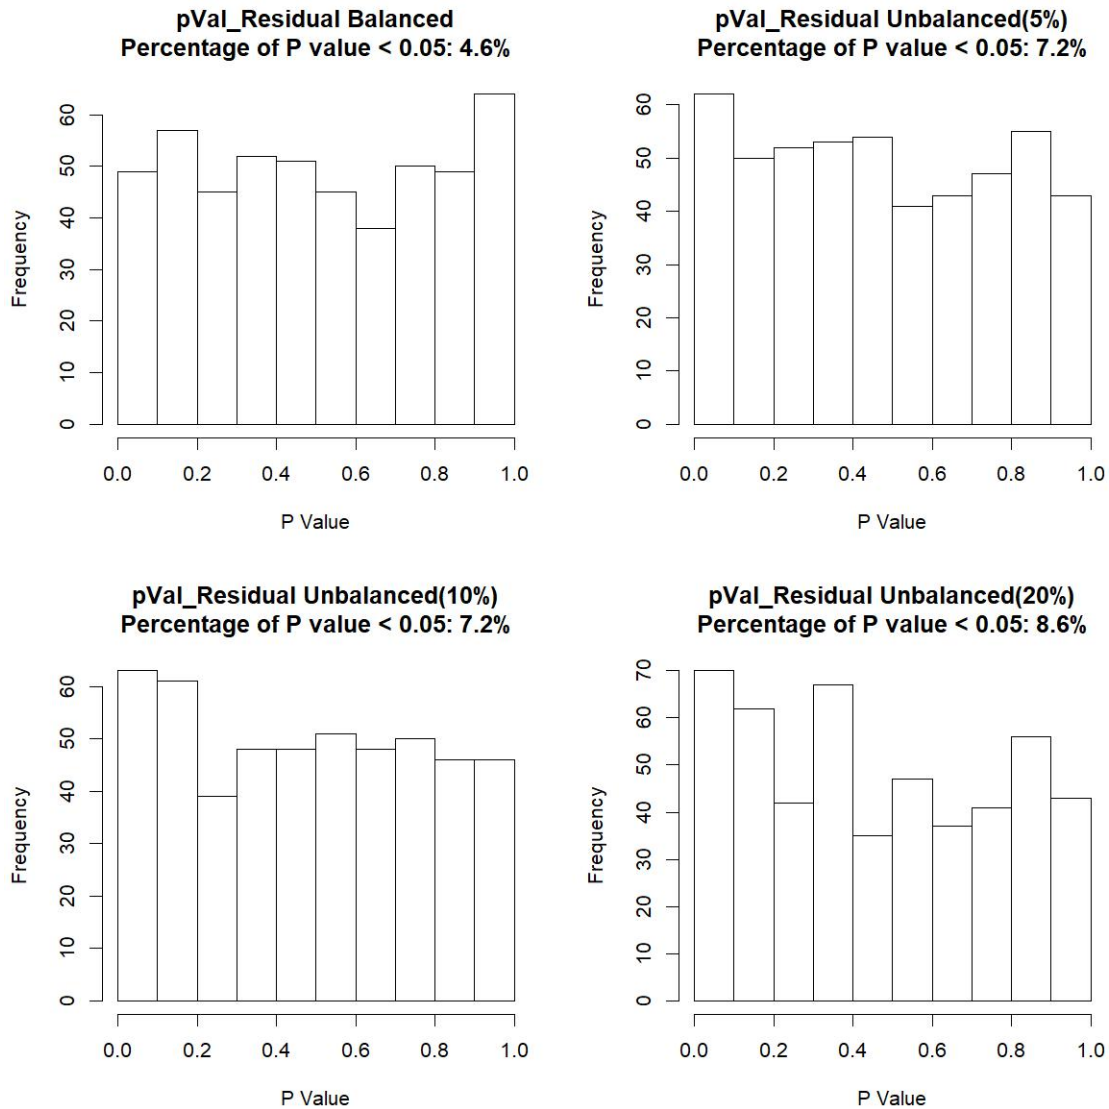 pVal_Residual Balanced
Percentage of P value < 0.05: 4.6%
Frequency
0 10 20 30 40 50 60
0.0 0.2 0.4 0.6 0.8 1.0
P Value
pVal_Residual Unbalanced(5%)
Percentage of P value < 0.05: 7.2%
Frequency
0 10 20 30 40 50 60
0.0 0.2 0.4 0.6 0.8 1.0
P Value
pVal_Residual Unbalanced(10%)
Percentage of P value < 0.05: 7.2%
Frequency
0 10 20 30 40 50 60
0.0 0.2 0.4 0.6 0.8 1.0
P Value
pVal_Residual Unbalanced(20%)
Percentage of P value < 0.05: 8.6%
Frequency
0 10 20 30 40 50 60 70
0.0 0.2 0.4 0.6 0.8 1.0
P Value